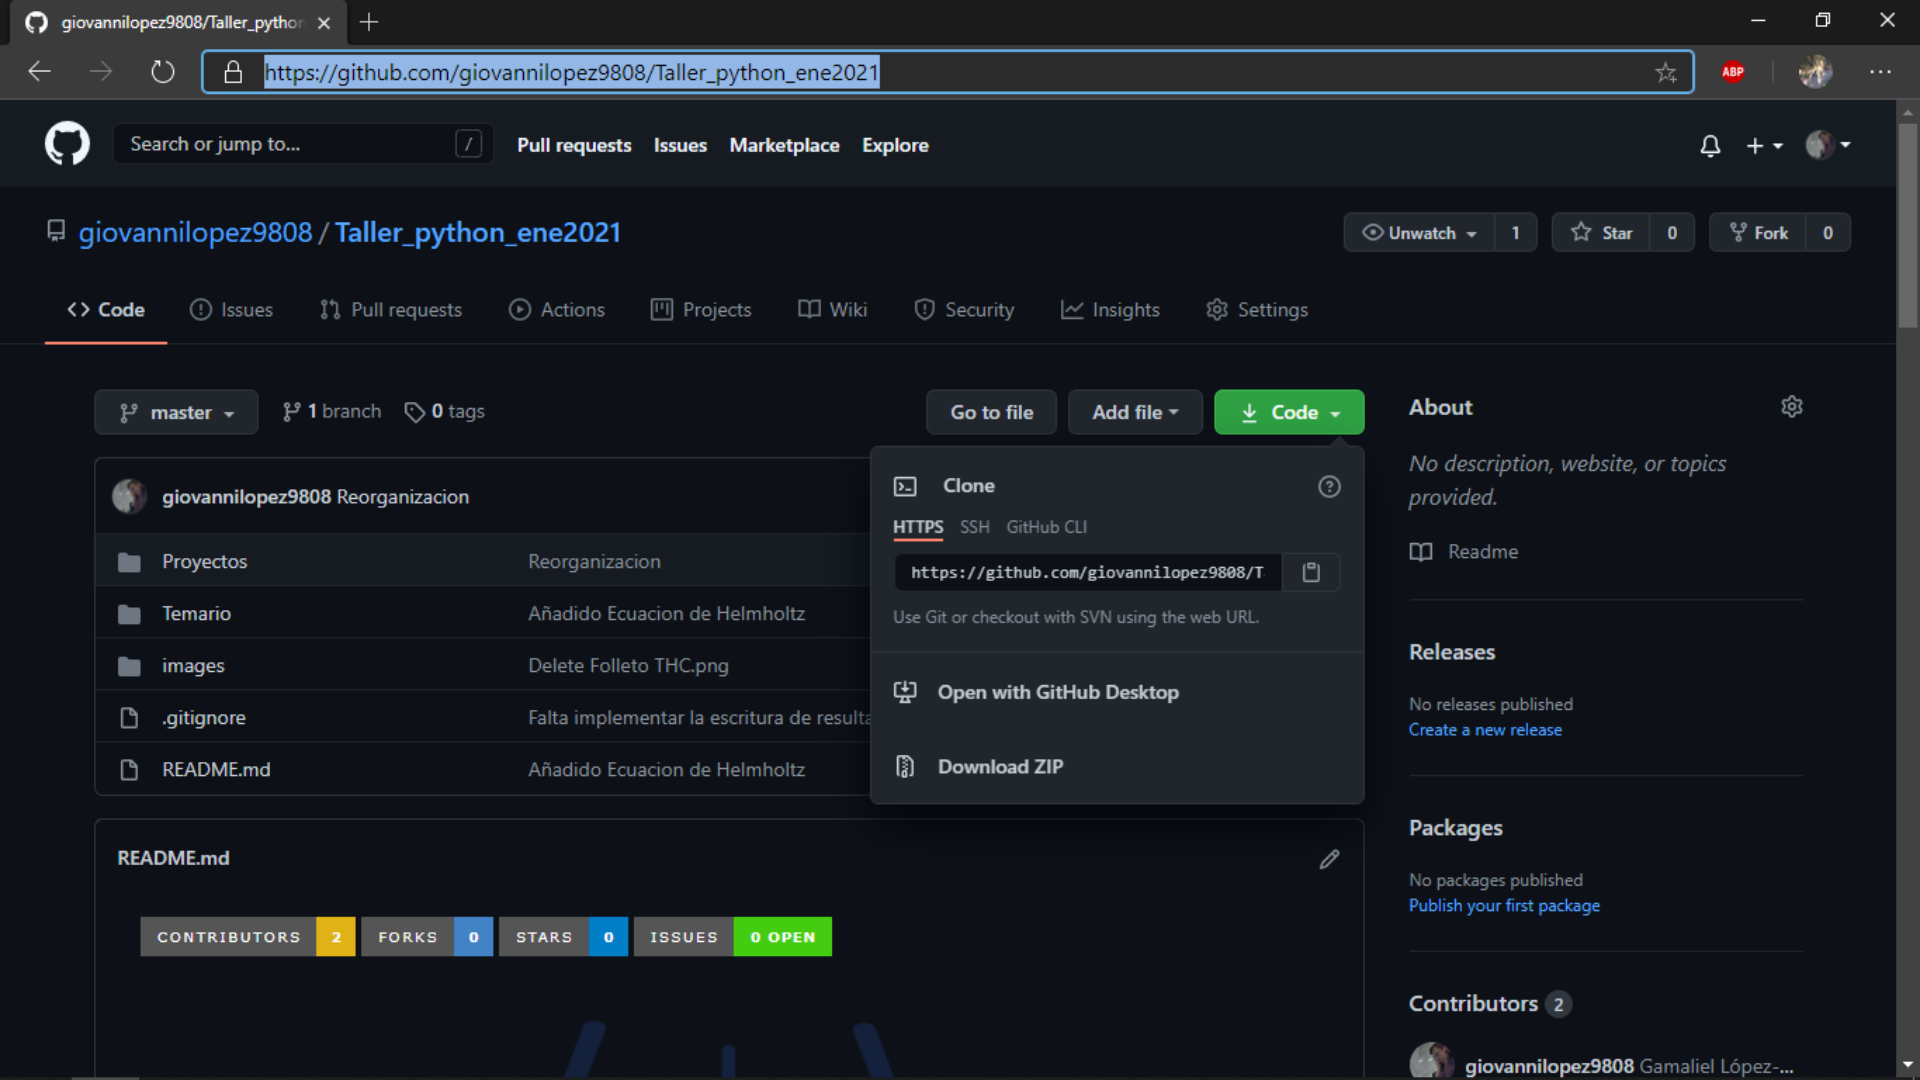 giovannilopez9808/Taller_pytho
https://github.com/giovannilopez9808/Taller_python_ene2021
ABP
Search or jump to... /
Pull requests Issues Marketplace Explore
giovannilopez9808 / Taller_python_ene2021
Unwatch 1 Star 0 Fork 0
Code Issues Pull requests Actions Projects Wiki Security Insights Settings
master 1 branch 0 tags Go to file Add file Code
giovannilopez9808 Reorganizacion
Proyectos Reorganizacion
Temario Añadido Ecuacion de Helmholtz
images Delete Folleto THC.png
.gitignore Falta implementar la escritura de resulta
README.md Añadido Ecuacion de Helmholtz
Clone
HTTPS SSH GitHub CLI
https://github.com/giovannilopez9808/T
Use Git or checkout with SVN using the web URL.
Open with GitHub Desktop
Download ZIP
README.md
CONTRIBUTORS 2 FORKS 0 STARS 0 ISSUES 0 OPEN
About
No description, website, or topics
provided.
Readme
Releases
No releases published
Create a new release
Packages
No packages published
Publish your first package
Contributors 2
giovannilopez9808 Gamaliel López-...